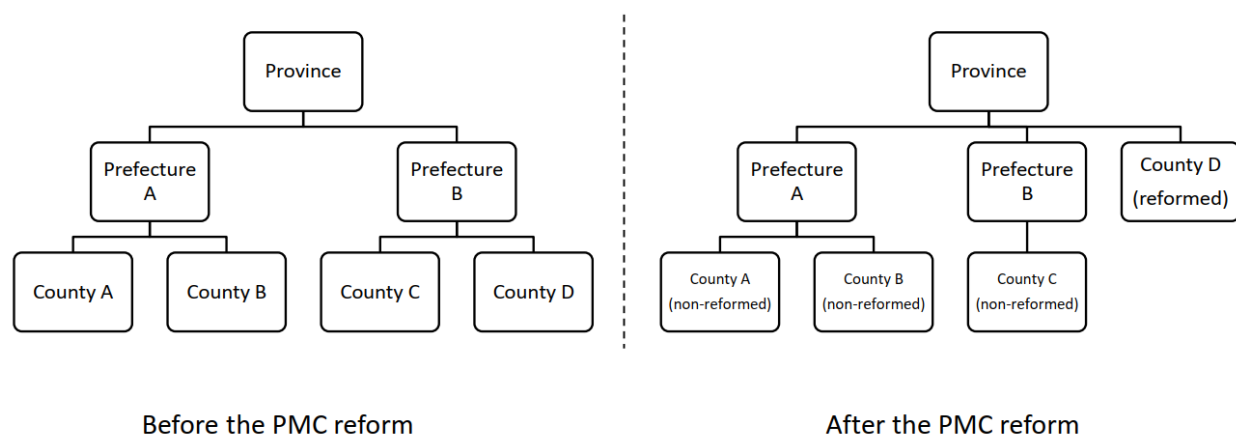 Province
Prefecture
A
Prefecture
B
County A
County B
County C
County D
Before the PMC reform
Province
Prefecture
A
Prefecture
B
County D
(reformed)
County A
(non-reformed)
County B
(non-reformed)
County C
(non-reformed)
After the PMC reform